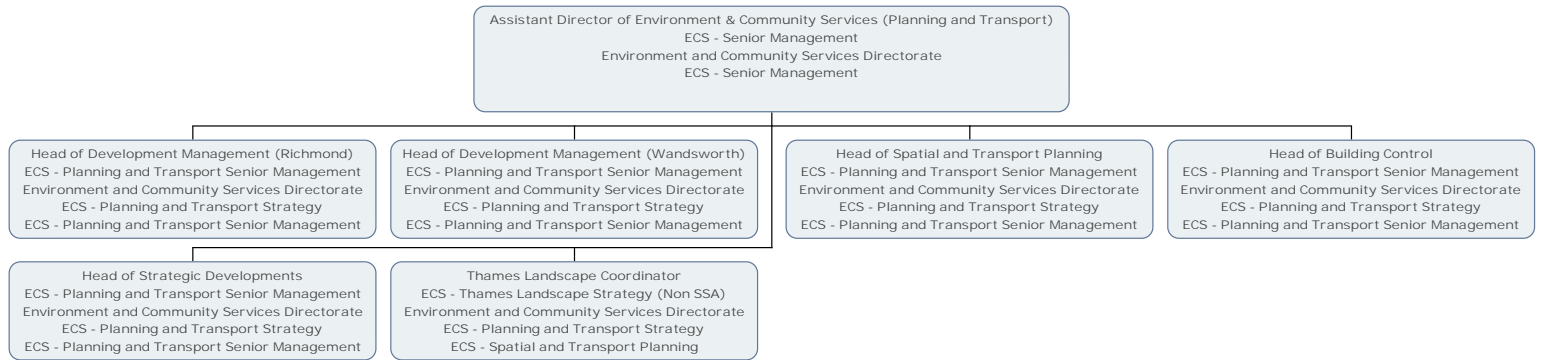 Assistant Director of Environment & Community Services (Planning and Transport)
ECS - Senior Management
Environment and Community Services Directorate
ECS - Senior Management
Head of Development Management (Richmond)
ECS - Planning and Transport Senior Management
Environment and Community Services Directorate
ECS - Planning and Transport Strategy
ECS - Planning and Transport Senior Management
Head of Development Management (Wandsworth)
ECS - Planning and Transport Senior Management
Environment and Community Services Directorate
ECS - Planning and Transport Strategy
ECS - Planning and Transport Senior Management
Head of Spatial and Transport Planning
ECS - Planning and Transport Senior Management
Environment and Community Services Directorate
ECS - Planning and Transport Strategy
ECS - Planning and Transport Senior Management
Head of Building Control
ECS - Planning and Transport Senior Management
Environment and Community Services Directorate
ECS - Planning and Transport Strategy
ECS - Planning and Transport Senior Management
Head of Strategic Developments
ECS - Planning and Transport Senior Management
Environment and Community Services Directorate
ECS - Planning and Transport Strategy
ECS - Planning and Transport Senior Management
Thames Landscape Coordinator
ECS - Thames Landscape Strategy (Non SSA)
Environment and Community Services Directorate
ECS - Planning and Transport Strategy
ECS - Spatial and Transport Planning